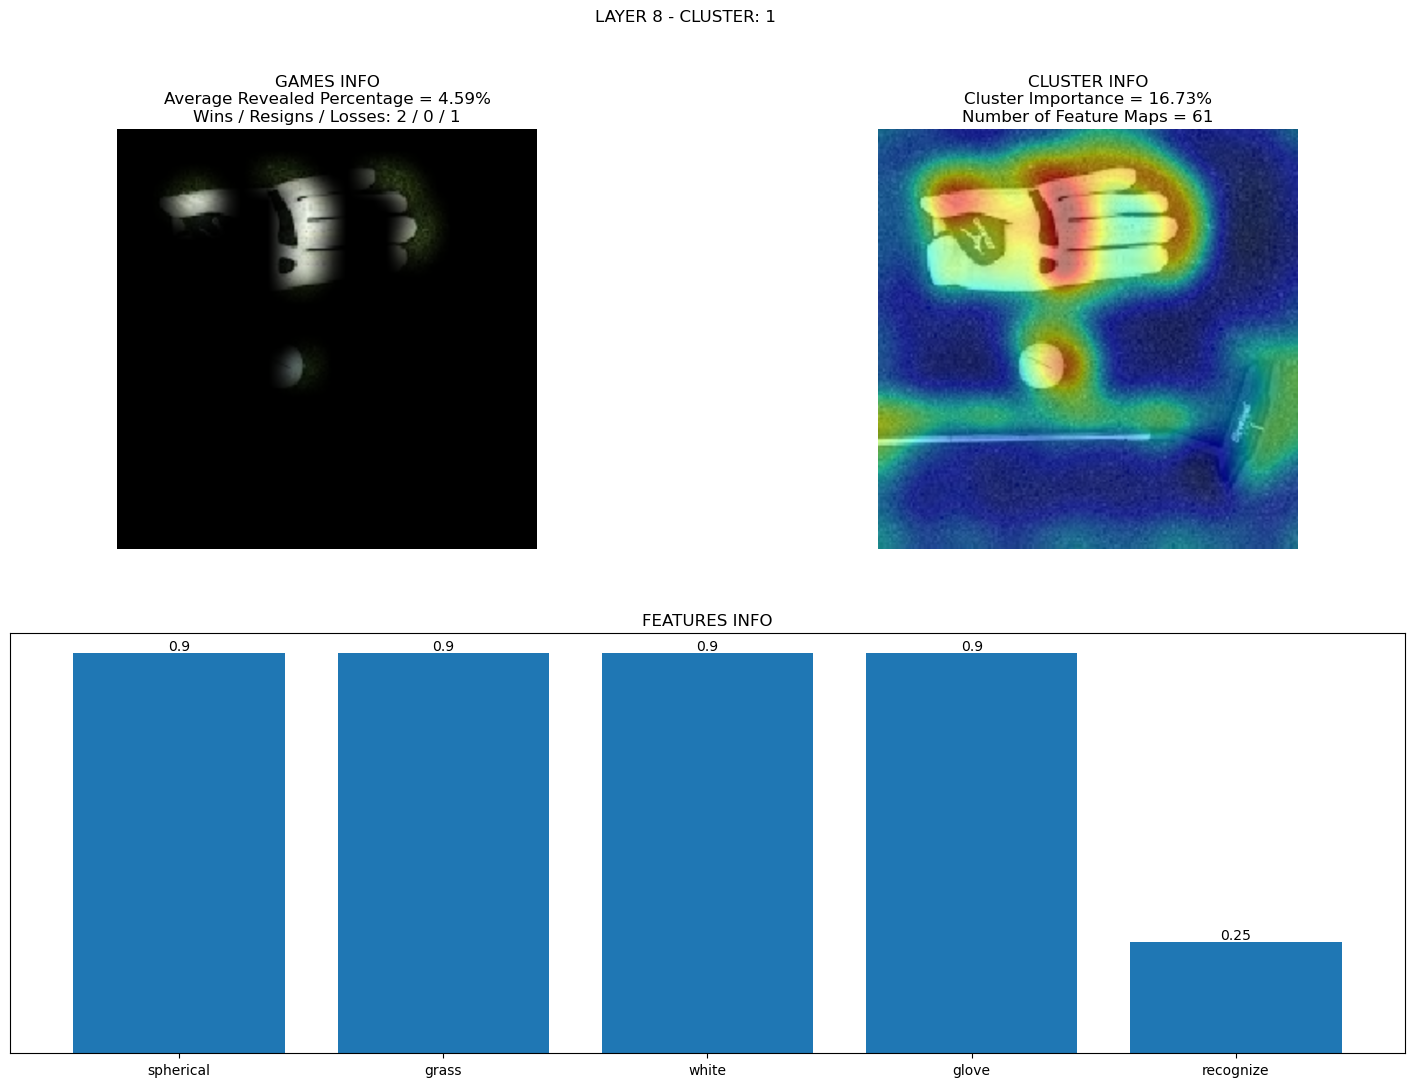 LAYER 8 - CLUSTER: 1
GAMES INFO
Average Revealed Percentage = 4.59%
Wins / Resigns / Losses: 2 / 0 / 1
CLUSTER INFO
Cluster Importance = 16.73%
Number of Feature Maps = 61
FEATURES INFO
0.9 0.9 0.9 0.9 0.25
spherical grass white glove recognize